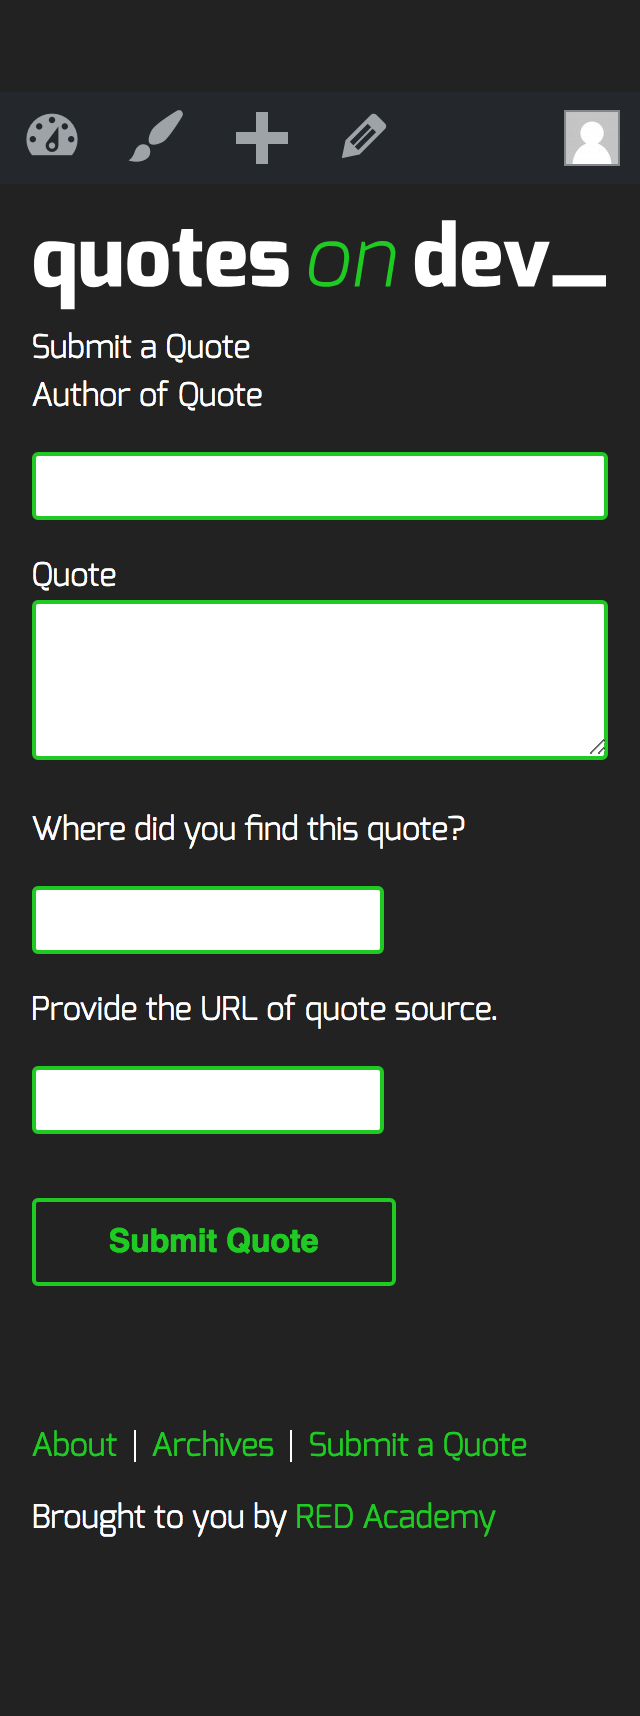 quotes on dev_
Submit a Quote
Author of Quote
Quote
Where did you find this quote?
Provide the URL of quote source.
Submit Quote
About | Archives | Submit a Quote
Brought to you by RED Academy